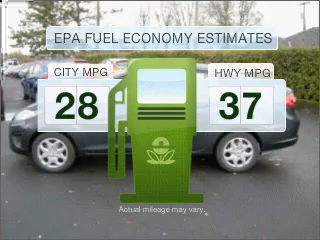 EPA FUEL ECONOMY ESTIMATES
CITY MPG
HWY MPG
28
37
Actual mileage may vary.